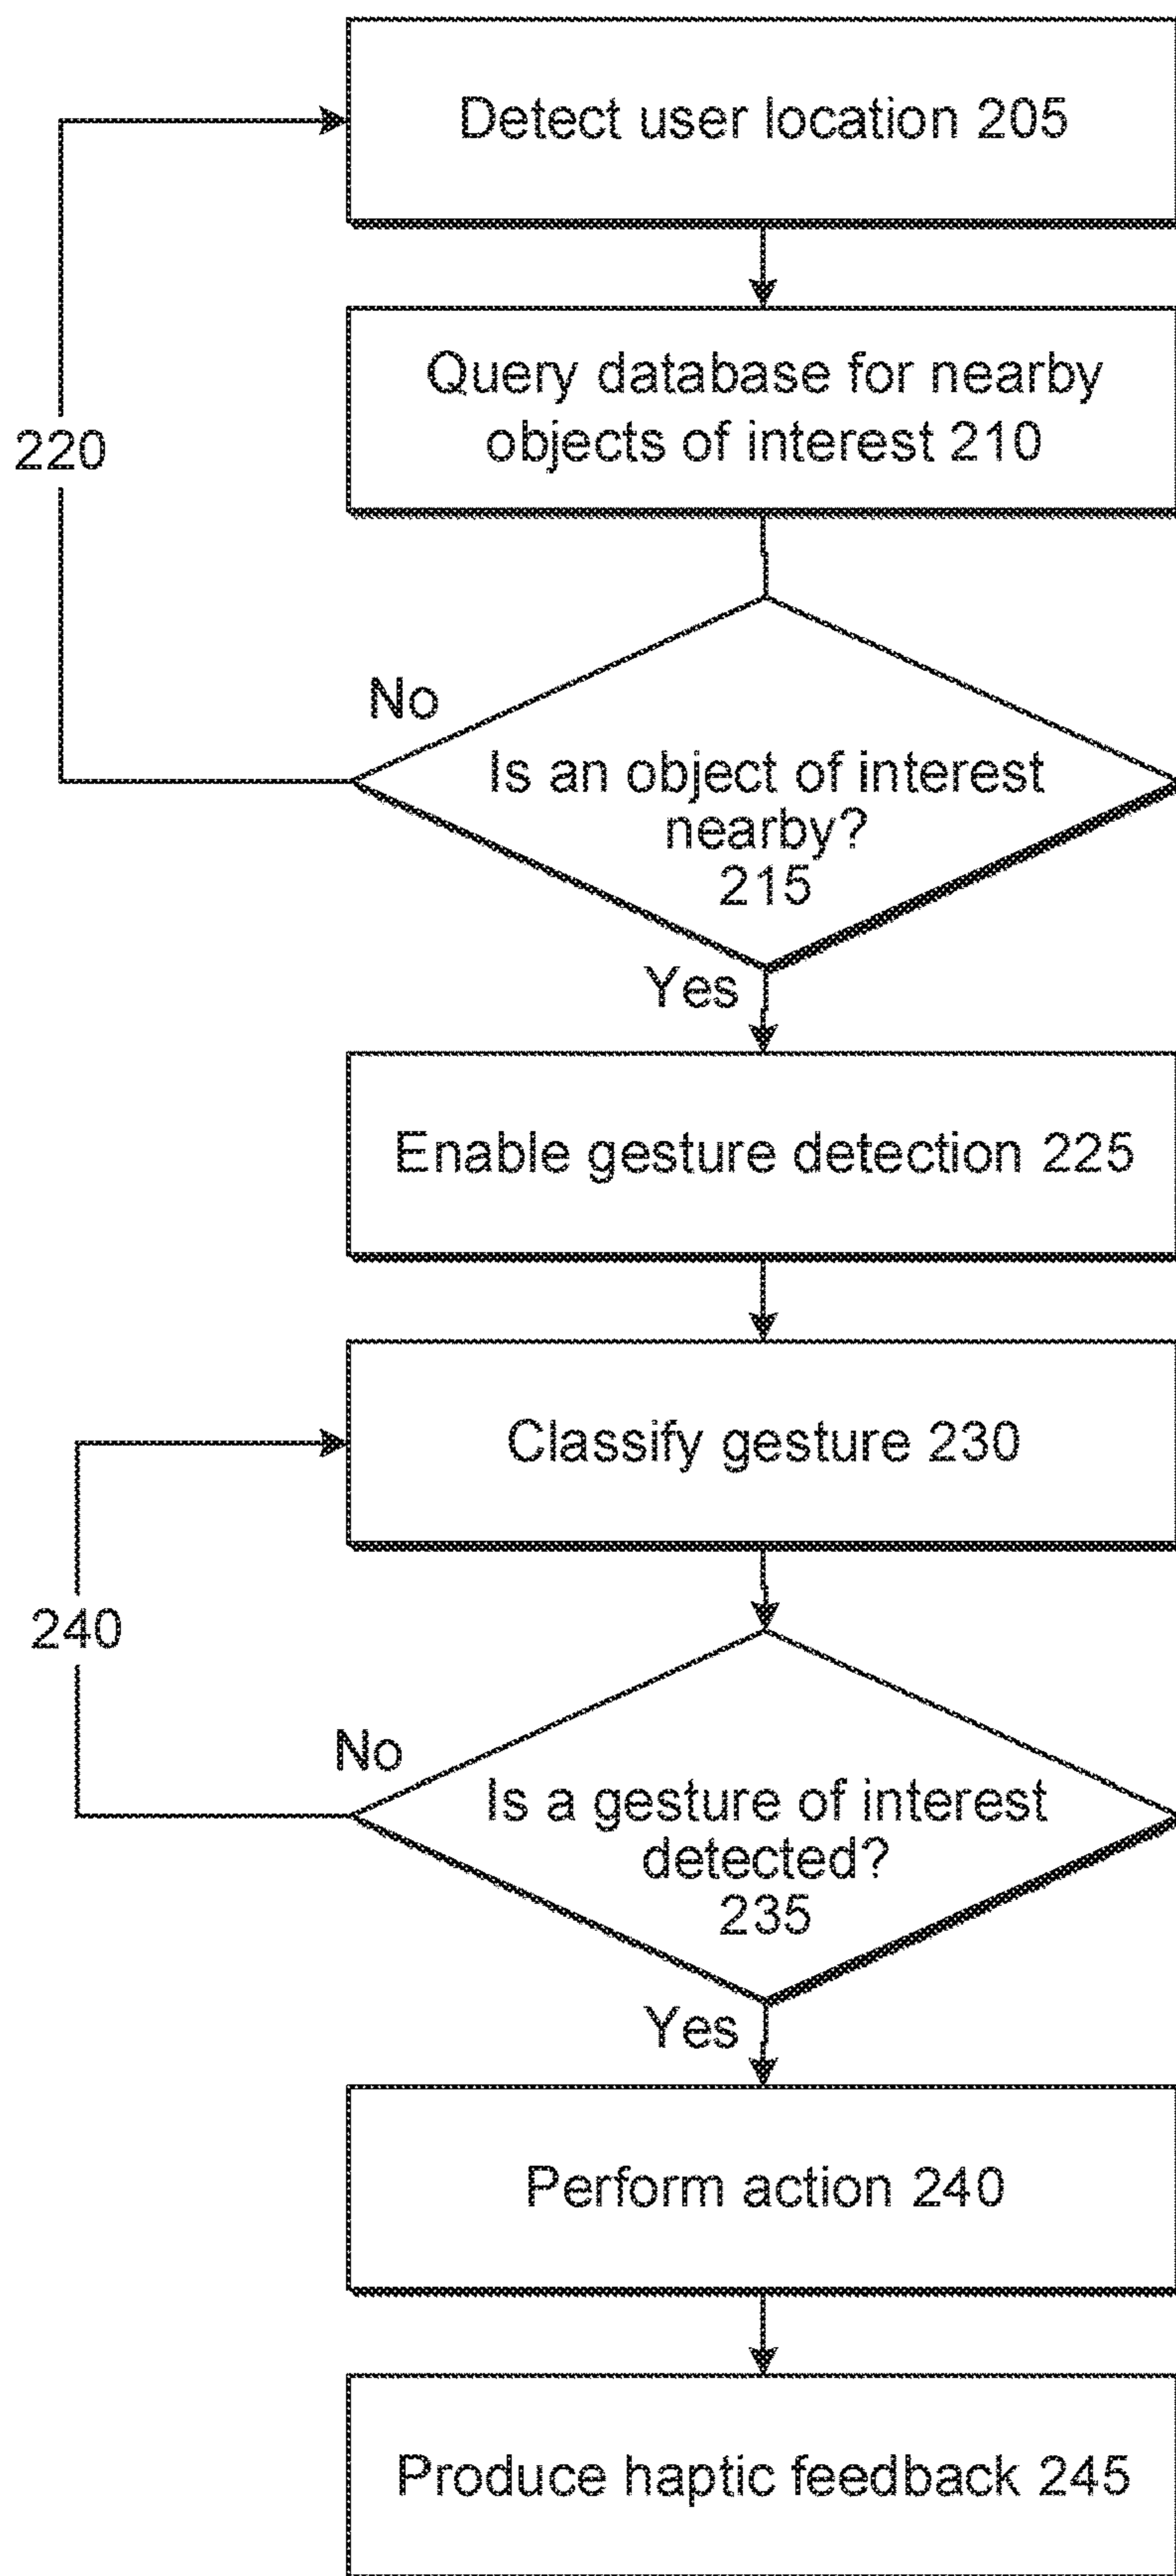 Detect user location 205
Query database for nearby
objects of interest 210
220
No
Is an object of interest
nearby?
215
Yes
Enable gesture detection 225
Classify gesture 230
240
No
Is a gesture of interest
detected?
235
Yes
Perform action 240
Produce haptic feedback 245